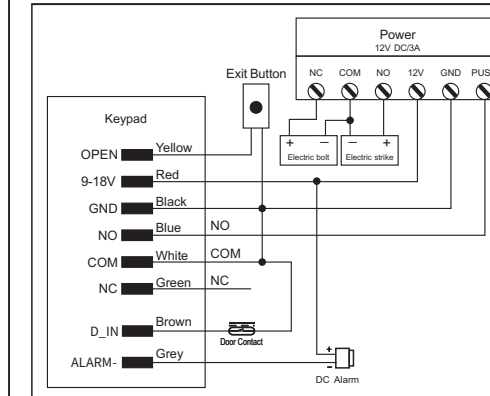 Power
12V DC/3A
NC COM NO 12V GND PUS
Exit Button
Keypad
+ − − +
Electric bolt Electric strike
OPEN Yellow
9-18V Red
GND Black
NO Blue NO
COM White COM
NC Green NC
D_IN Brown
Door Contact
ALARM- Grey
+
-
DC Alarm